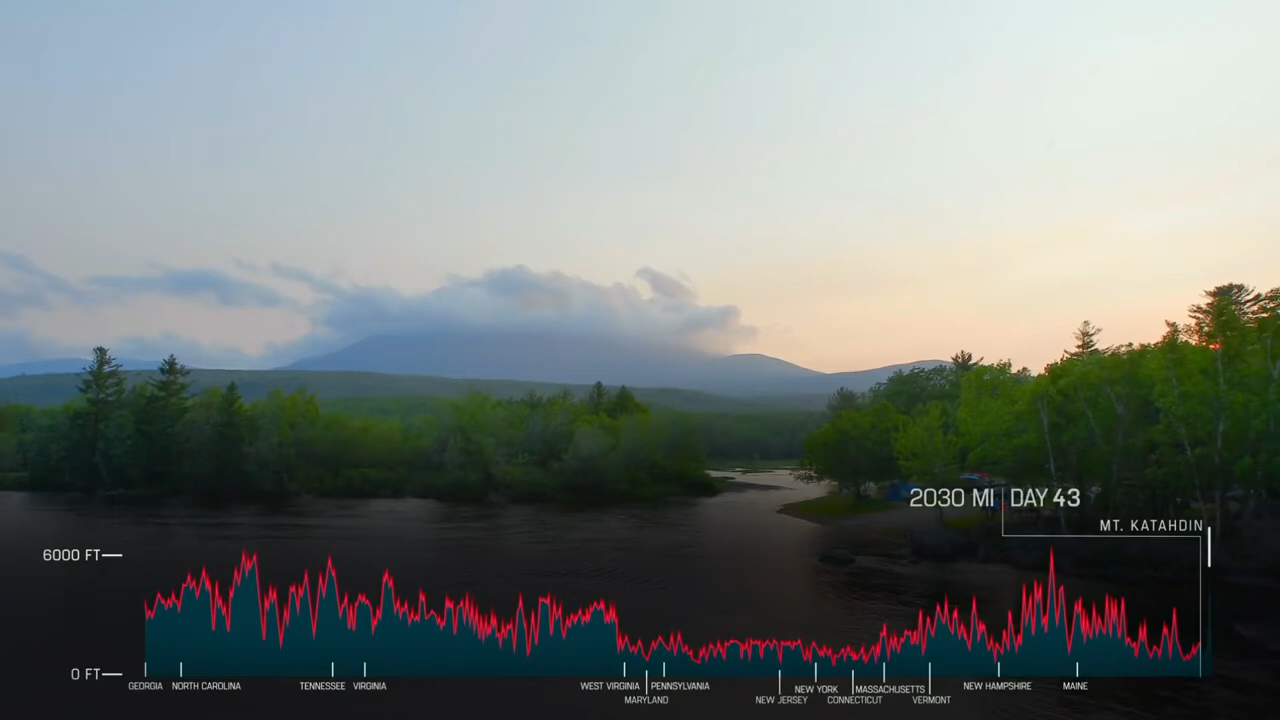 2030 MI | DAY 43
MT. KATAHDIN
6000 FT
0 FT
GEORGIA NORTH CAROLINA TENNESSEE VIRGINIA WEST VIRGINIA PENNSYLVANIA NEW YORK MASSACHUSETTS NEW HAMPSHIRE MAINE
MARYLAND NEW JERSEY CONNECTICUT VERMONT